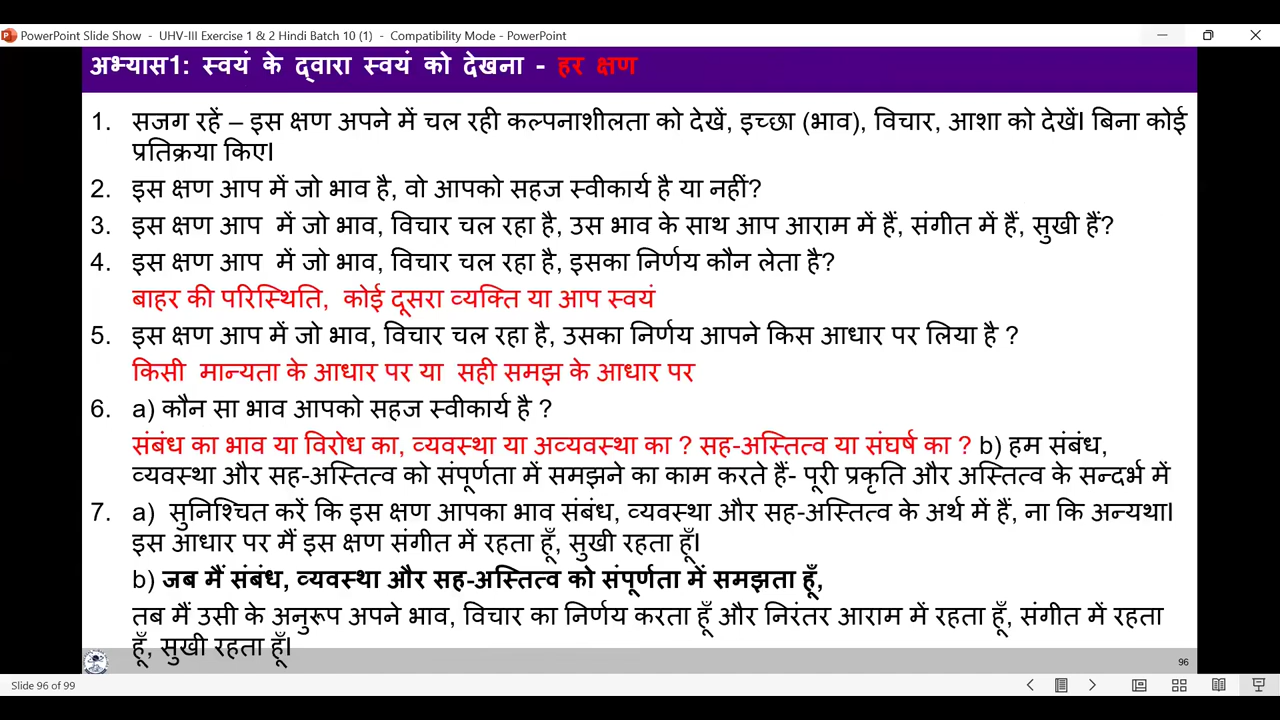 PowerPoint Slide Show - UHV-III Exercise 1 & 2 Hindi Batch 10 (1) - Compatibility Mode - PowerPoint
अभ्यास1: स्वयं के द्वारा स्वयं को देखना - हर क्षण
1. सजग रहें – इस क्षण अपने में चल रही कल्पनाशीलता को देखें, इच्छा (भाव), विचार, आशा को देखें। बिना कोई
प्रतिक्रया किए।
2. इस क्षण आप में जो भाव है, वो आपको सहज स्वीकार्य है या नहीं?
3. इस क्षण आप में जो भाव, विचार चल रहा है, उस भाव के साथ आप आराम में हैं, संगीत में हैं, सुखी हैं?
4. इस क्षण आप में जो भाव, विचार चल रहा है, इसका निर्णय कौन लेता है?
बाहर की परिस्थिति, कोई दूसरा व्यक्ति या आप स्वयं
5. इस क्षण आप में जो भाव, विचार चल रहा है, उसका निर्णय आपने किस आधार पर लिया है ?
किसी मान्यता के आधार पर या सही समझ के आधार पर
6. a) कौन सा भाव आपको सहज स्वीकार्य है ?
संबंध का भाव या विरोध का, व्यवस्था या अव्यवस्था का ? सह-अस्तित्व या संघर्ष का ? b) हम संबंध,
व्यवस्था और सह-अस्तित्व को संपूर्णता में समझने का काम करते हैं- पूरी प्रकृति और अस्तित्व के सन्दर्भ में
7. a) सुनिश्चित करें कि इस क्षण आपका भाव संबंध, व्यवस्था और सह-अस्तित्व के अर्थ में हैं, ना कि अन्यथा।
इस आधार पर मैं इस क्षण संगीत में रहता हूँ, सुखी रहता हूँ।
b) जब मैं संबंध, व्यवस्था और सह-अस्तित्व को संपूर्णता में समझता हूँ,
तब मैं उसी के अनुरूप अपने भाव, विचार का निर्णय करता हूँ और निरंतर आराम में रहता हूँ, संगीत में रहता
हूँ, सुखी रहता हूँ।
96
Slide 96 of 99